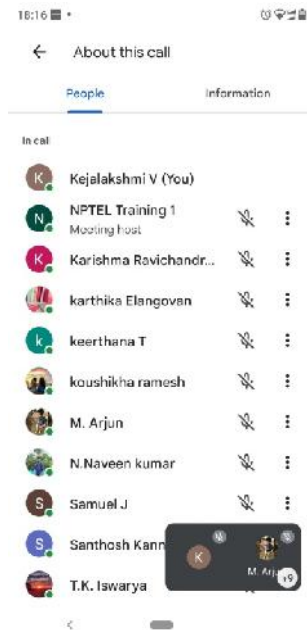 18:16
About this call
People
Information
In call
K
Kejalakshmi V (You)
N
NPTEL Training 1
Meeting host
K
Karishma Ravichandr...
karthika Elangovan
k
keerthana T
koushikha ramesh
M. Arjun
N.Naveen kumar
S
Samuel J
S
Santhosh Kann
K
M. Arju
+9
T.K. Iswarya